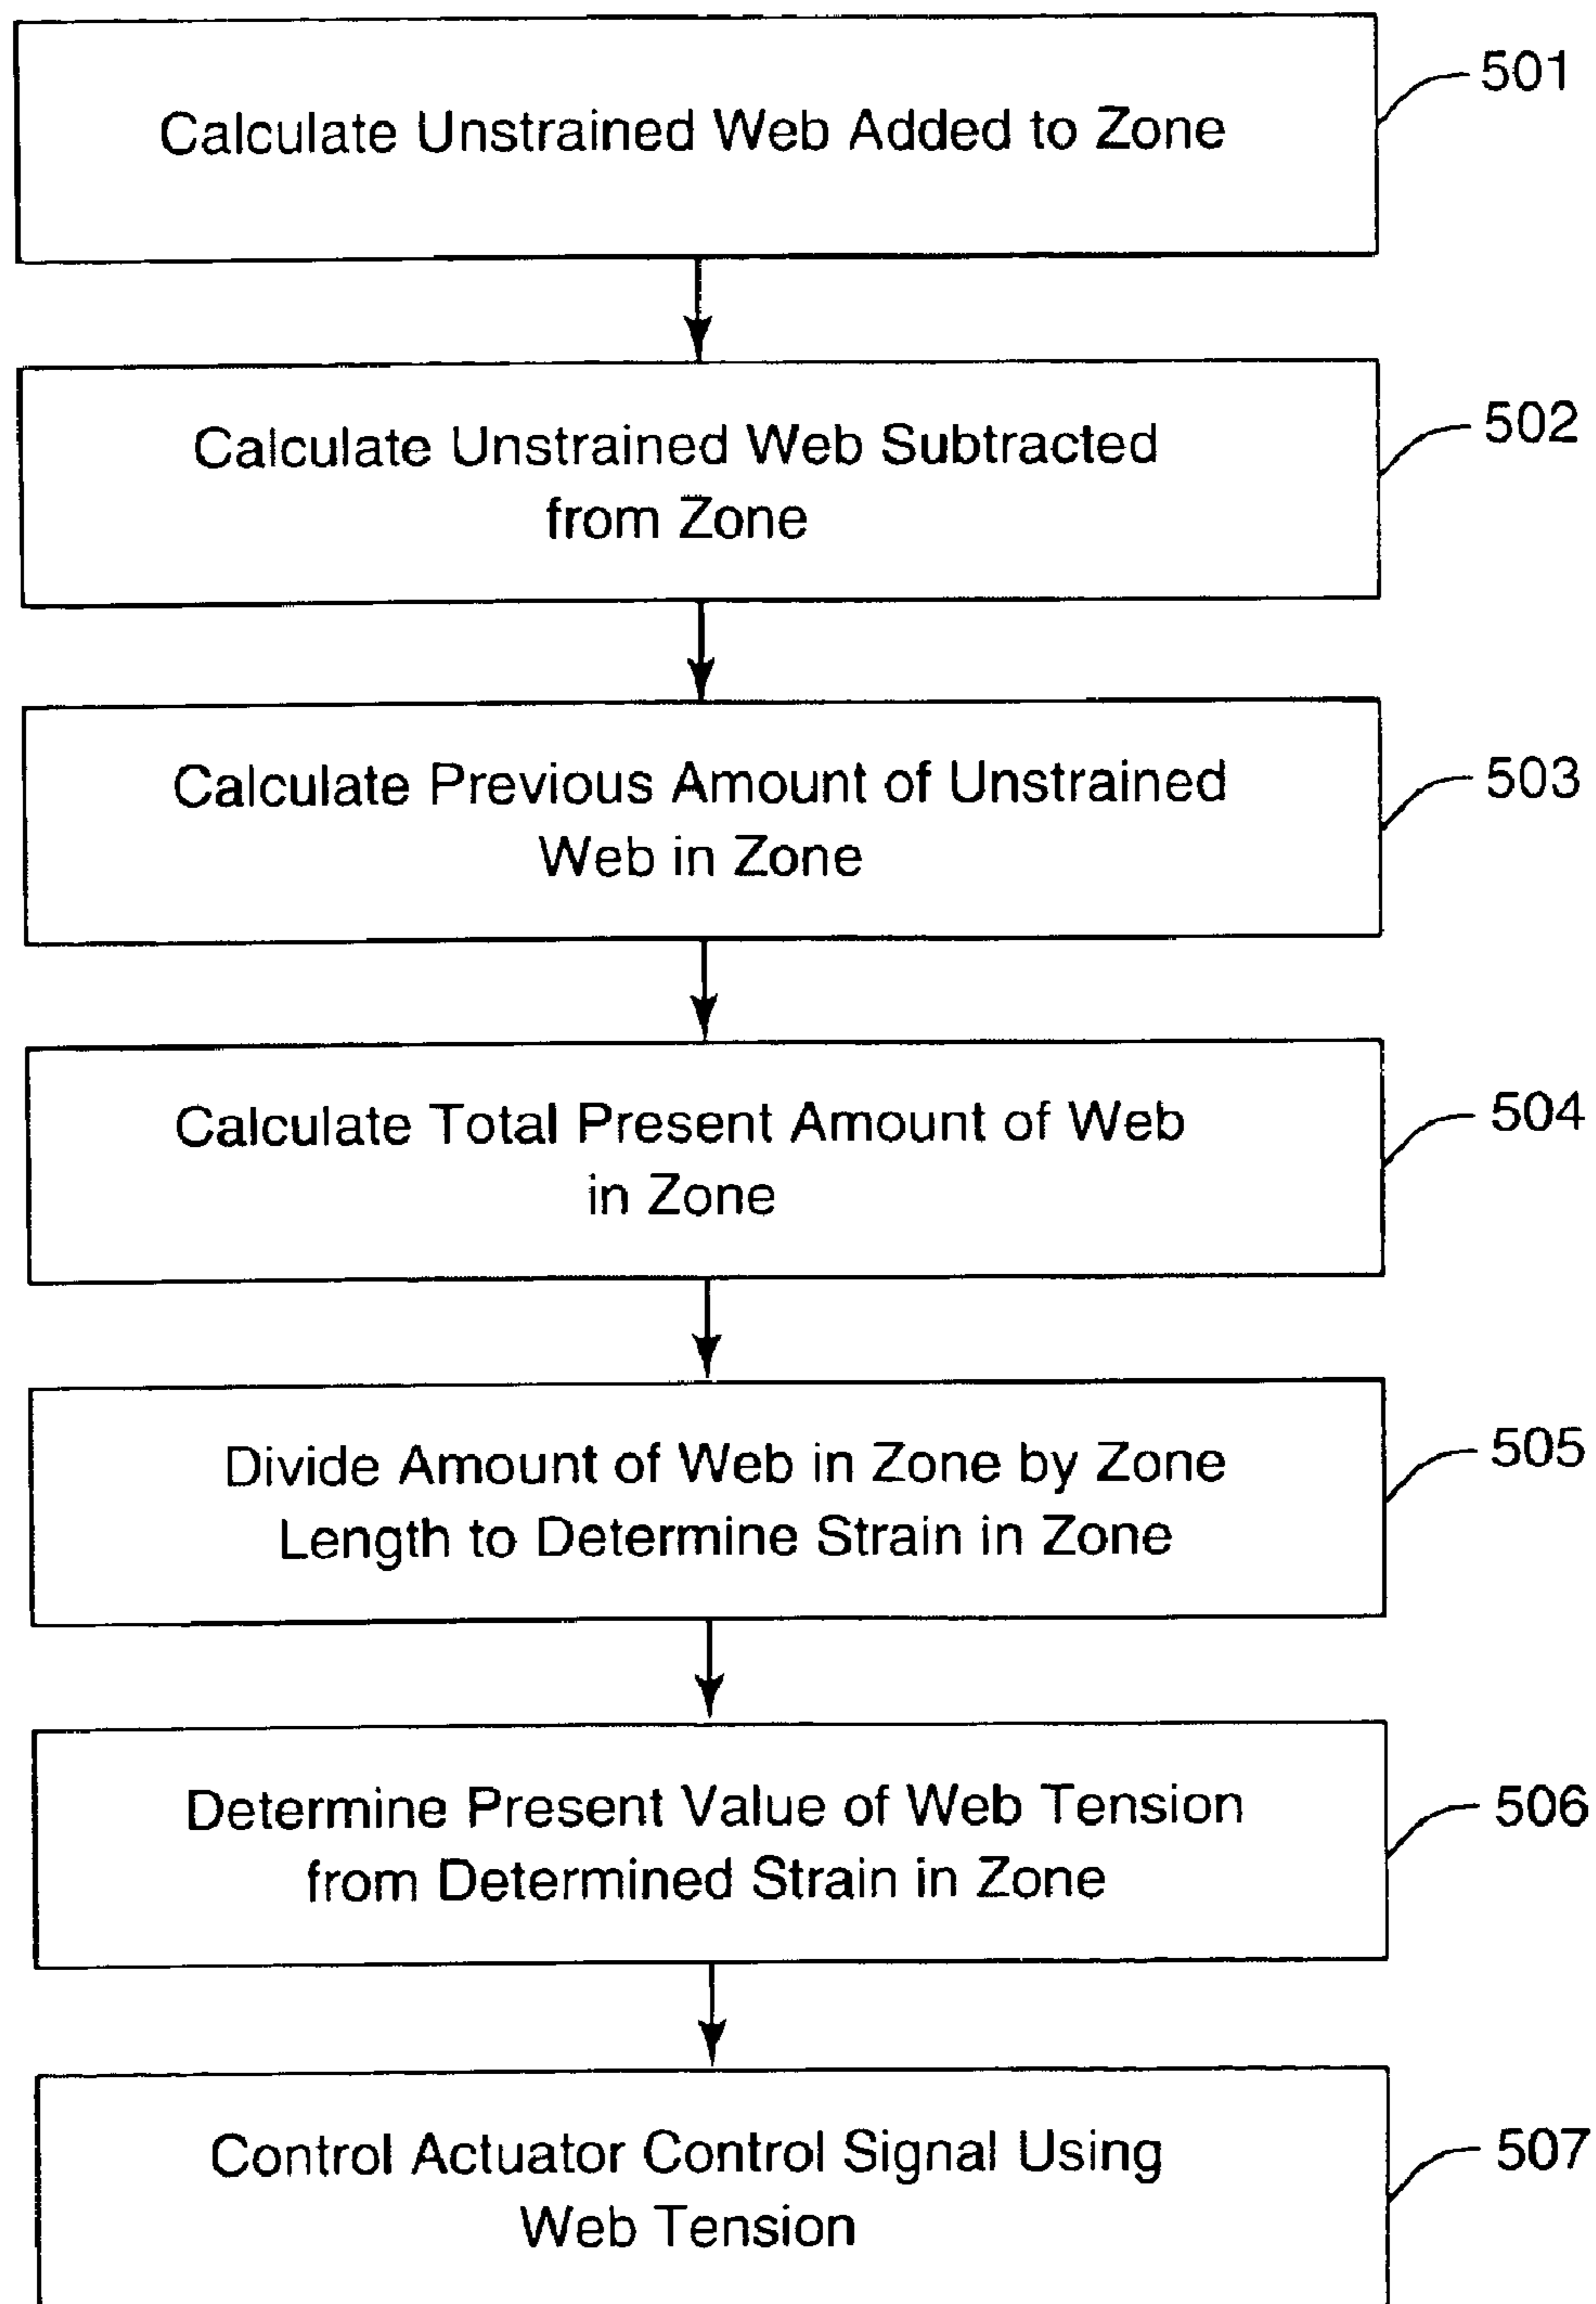 Calculate Unstrained Web Added to Zone
501
Calculate Unstrained Web Subtracted
from Zone
502
Calculate Previous Amount of Unstrained
Web in Zone
503
Calculate Total Present Amount of Web
in Zone
504
Divide Amount of Web in Zone by Zone
Length to Determine Strain in Zone
505
Determine Present Value of Web Tension
from Determined Strain in Zone
506
Control Actuator Control Signal Using
Web Tension
507